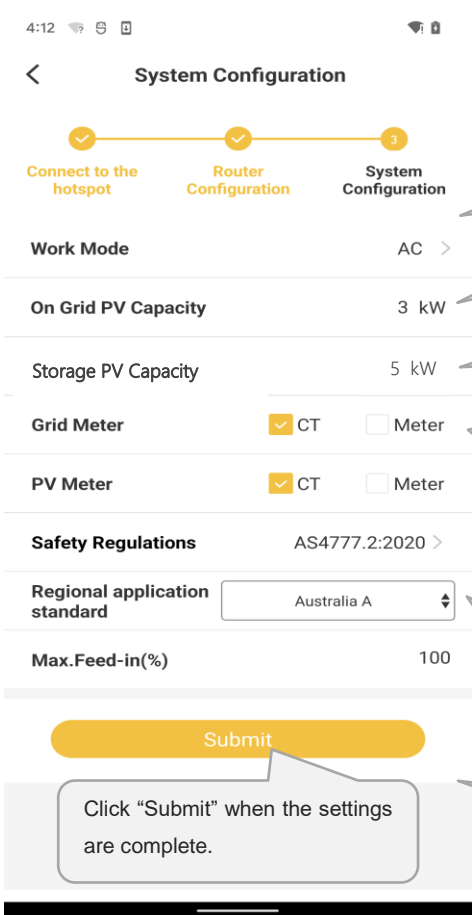 4:12
System Configuration
3
Connect to the Router System
hotspot Configuration Configuration
Work Mode AC
On Grid PV Capacity 3 kW
Storage PV Capacity 5 kW
Grid Meter CT Meter
PV Meter CT Meter
Safety Regulations AS4777.2:2020
Regional application
standard Australia A
Max.Feed-in(%) 100
Submit
Click “Submit” when the settings
are complete.